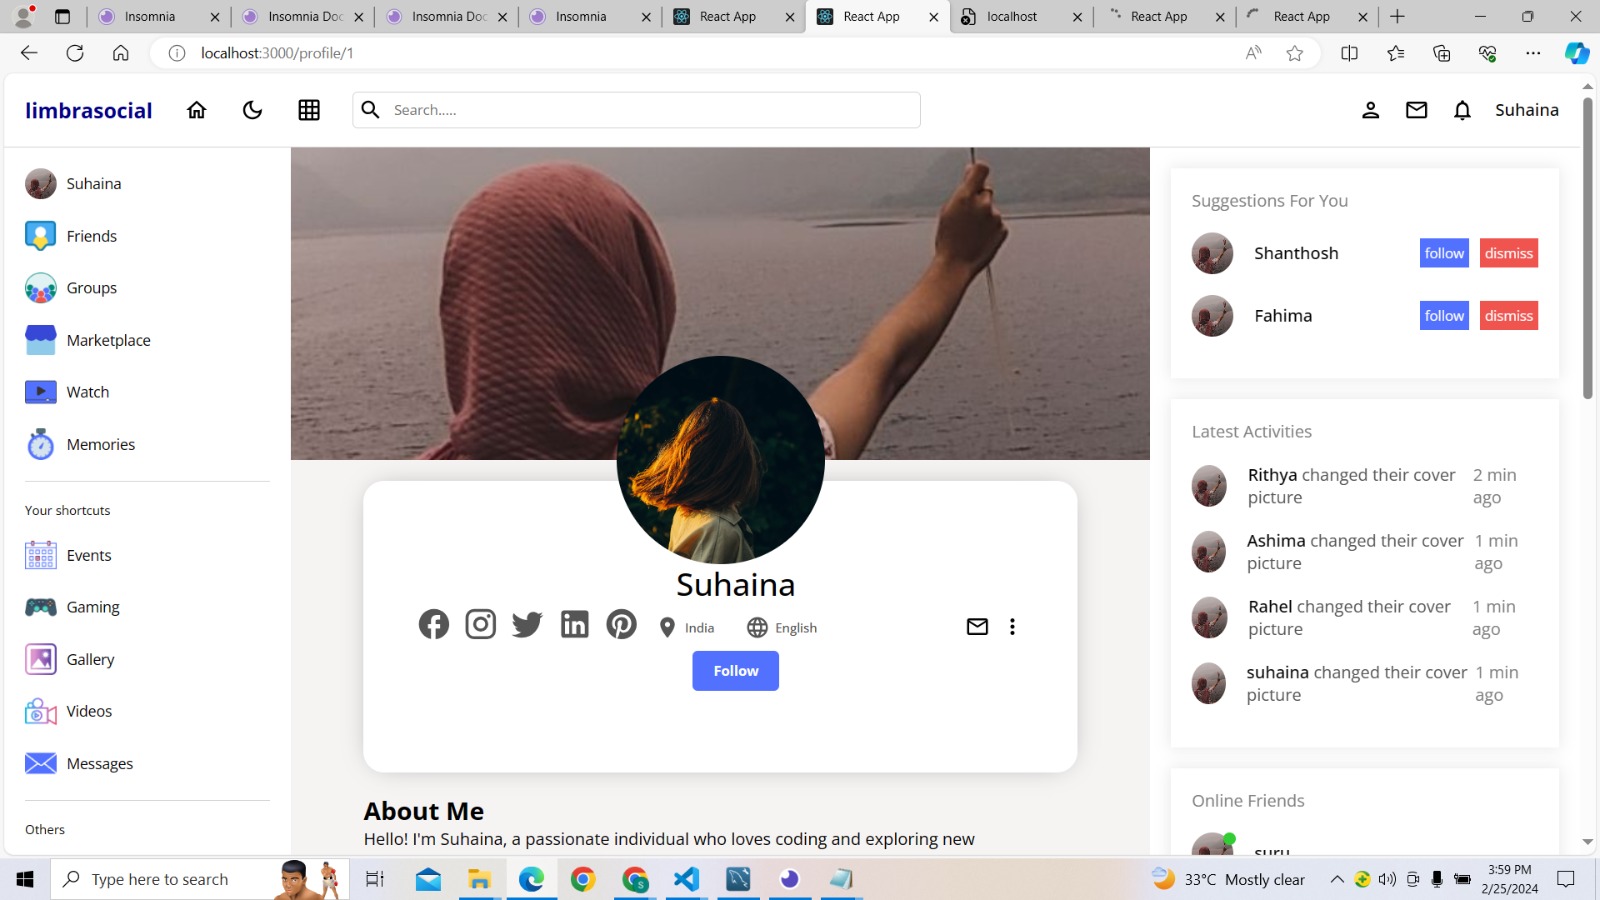 Insomnia
Insomnia Doc
Insomnia Doc
Insomnia
React App
React App
localhost
React App
React App
localhost:3000/profile/1
limbrasocial
Search.....
Suhaina
Suhaina
Friends
Groups
Marketplace
Watch
Memories
Your shortcuts
Events
Gaming
Gallery
Videos
Messages
Others
Suhaina
India
English
Follow
About Me
Hello! I'm Suhaina, a passionate individual who loves coding and exploring new
Suggestions For You
Shanthosh follow dismiss
Fahima follow dismiss
Latest Activities
Rithya changed their cover 2 min
picture ago
Ashima changed their cover 1 min
picture ago
Rahel changed their cover 1 min
picture ago
suhaina changed their cover 1 min
picture ago
Online Friends
suru
Type here to search
33°C Mostly clear
3:59 PM
2/25/2024